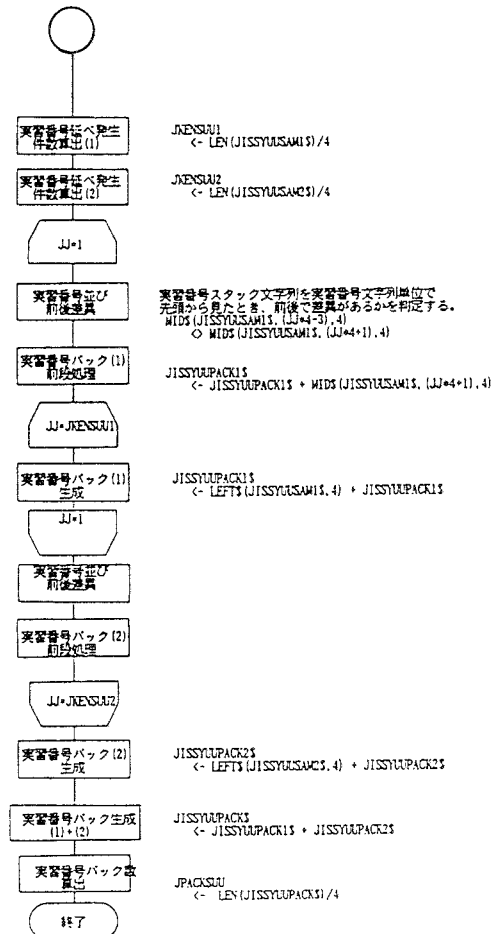 実習番号延べ発生
件数算出(1)
JKENSUU1
<- LEN(JISSYUUSAM1$)/4
実習番号延べ発生
件数算出(2)
JKENSUU2
<- LEN(JISSYUUSAM2$)/4
JJ=1
実習番号並び
前後差異
実習番号スタック文字列を実習番号文字列単位で
先頭から見たとき、前後で差異があるかを判定する。
MID$(JISSYUUSAM1$,(JJ*4-3),4)
<> MID$(JISSYUUSAM1$,(JJ*4+1),4)
実習番号パック(1)
前段処理
JISSYUUPACK1$
<- JISSYUUPACK1$ + MID$(JISSYUUSAM1$,(JJ*4+1),4)
JJ=JKENSUU1
実習番号パック(1)
生成
JISSYUUPACK1$
<- LEFT$(JISSYUUSAM1$,4) + JISSYUUPACK1$
JJ=1
実習番号並び
前後差異
実習番号パック(2)
前段処理
JJ=JKENSUU2
実習番号パック(2)
生成
JISSYUUPACK2$
<- LEFT$(JISSYUUSAM2$,4) + JISSYUUPACK2$
実習番号パック生成
(1)+(2)
JISSYUUPACK$
<- JISSYUUPACK1$ + JISSYUUPACK2$
実習番号パック数
算出
JPACKSUU
<- LEN(JISSYUUPACK$)/4
終了